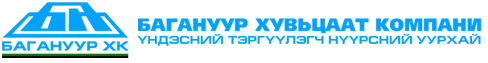 БАГАНУУР ХК
БАГАНУУР ХУВЬЦААТ КОМПАНИ
ҮНДЭСНИЙ ТЭРГҮҮЛЭГЧ НҮҮРСНИЙ УУРХАЙ